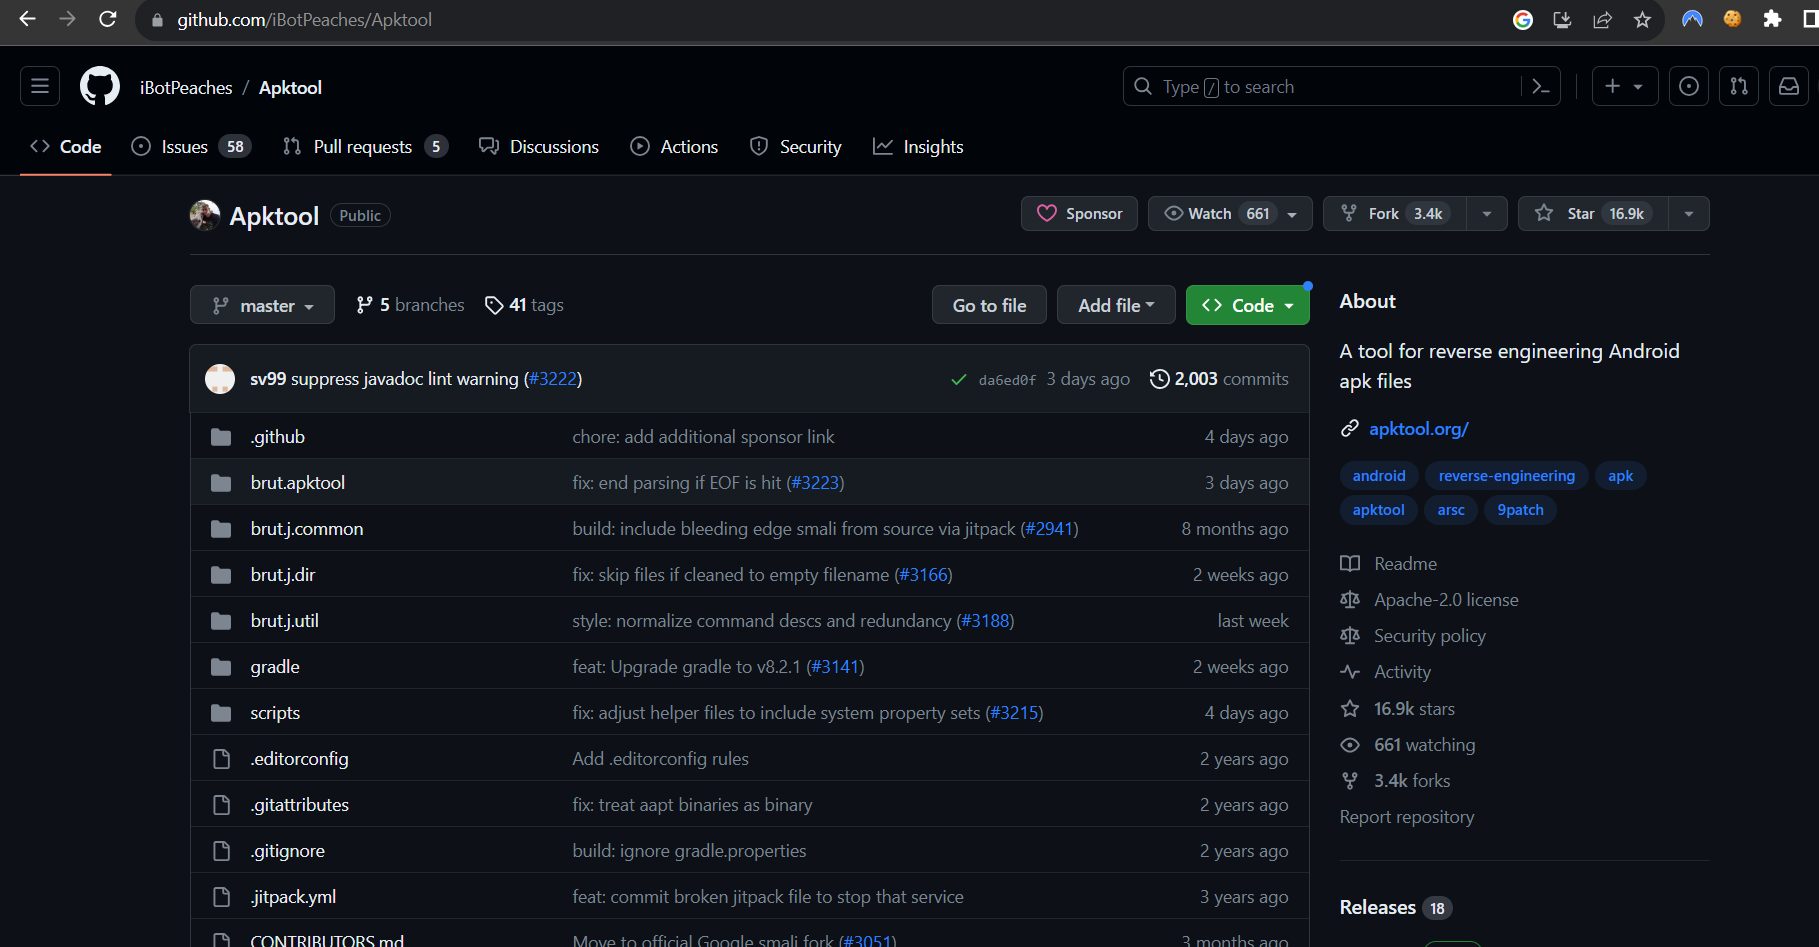 github.com/iBotPeaches/Apktool
iBotPeaches / Apktool
Type / to search
Code Issues 58 Pull requests 5 Discussions Actions Security Insights
Apktool Public
Sponsor Watch 661 Fork 3.4k Star 16.9k
master 5 branches 41 tags Go to file Add file Code
sv99 suppress javadoc lint warning (#3222) da6ed0f 3 days ago 2,003 commits
.github chore: add additional sponsor link 4 days ago
brut.apktool fix: end parsing if EOF is hit (#3223) 3 days ago
brut.j.common build: include bleeding edge smali from source via jitpack (#2941) 8 months ago
brut.j.dir fix: skip files if cleaned to empty filename (#3166) 2 weeks ago
brut.j.util style: normalize command descs and redundancy (#3188) last week
gradle feat: Upgrade gradle to v8.2.1 (#3141) 2 weeks ago
scripts fix: adjust helper files to include system property sets (#3215) 4 days ago
.editorconfig Add .editorconfig rules 2 years ago
.gitattributes fix: treat aapt binaries as binary 2 years ago
.gitignore build: ignore gradle.properties 2 years ago
.jitpack.yml feat: commit broken jitpack file to stop that service 3 years ago
CONTRIBUTORS.md Move to official Google smali fork (#3051) 3 months ago
About
A tool for reverse engineering Android
apk files
apktool.org/
android reverse-engineering apk
apktool arsc 9patch
Readme
Apache-2.0 license
Security policy
Activity
16.9k stars
661 watching
3.4k forks
Report repository
Releases 18